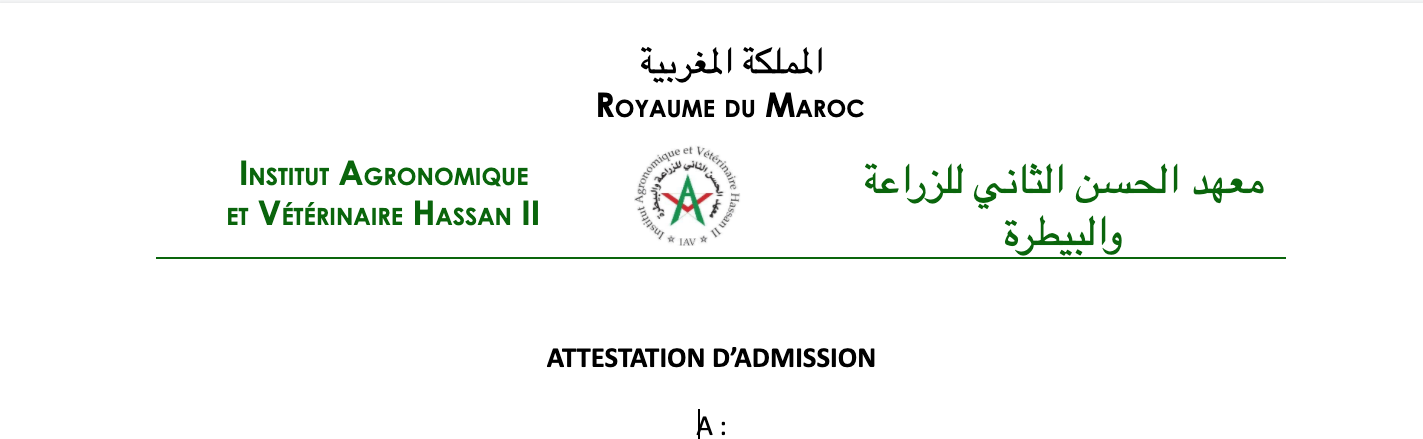 المملكة المغربية
ROYAUME DU MAROC
INSTITUT AGRONOMIQUE
ET VÉTÉRINAIRE HASSAN II
Institut Agronomique et Vétérinaire Hassan II
معهد الحسن الثاني للزراعة والبيطرة
IAV
معهد الحسن الثاني للزراعة
والبيطرة
ATTESTATION D’ADMISSION
A :